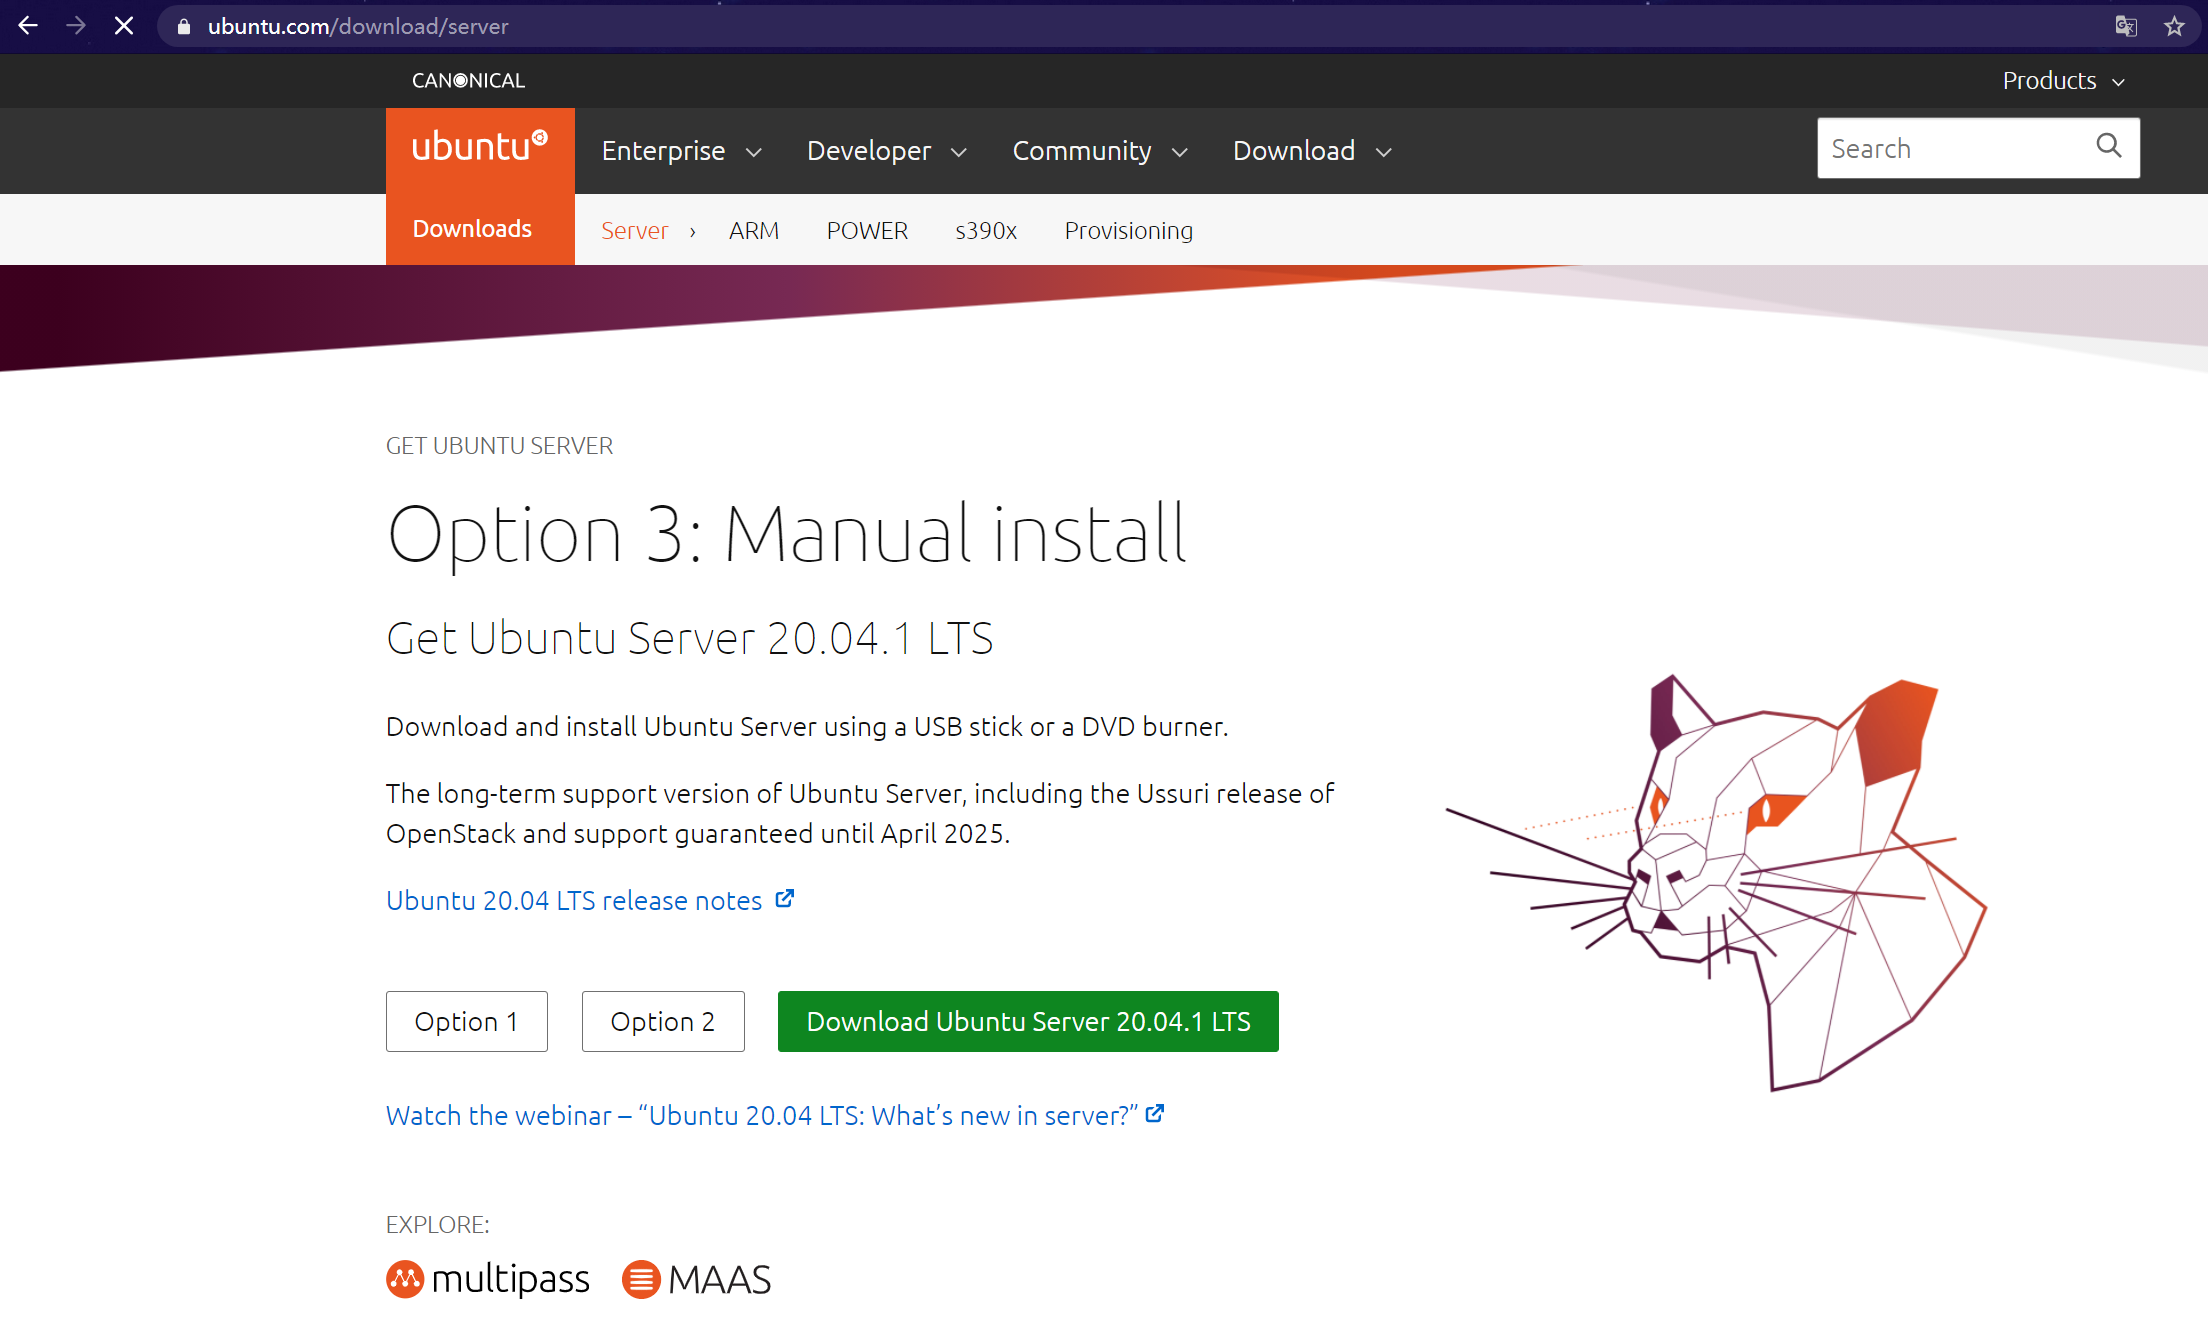 ubuntu.com/download/server
CANONICAL
Products
ubuntu
Enterprise
Developer
Community
Download
Search
Downloads
Server › ARM POWER s390x Provisioning
GET UBUNTU SERVER
Option 3: Manual install
Get Ubuntu Server 20.04.1 LTS
Download and install Ubuntu Server using a USB stick or a DVD burner.
The long-term support version of Ubuntu Server, including the Ussuri release of
OpenStack and support guaranteed until April 2025.
Ubuntu 20.04 LTS release notes
Option 1
Option 2
Download Ubuntu Server 20.04.1 LTS
Watch the webinar – “Ubuntu 20.04 LTS: What’s new in server?”
EXPLORE:
multipass
MAAS